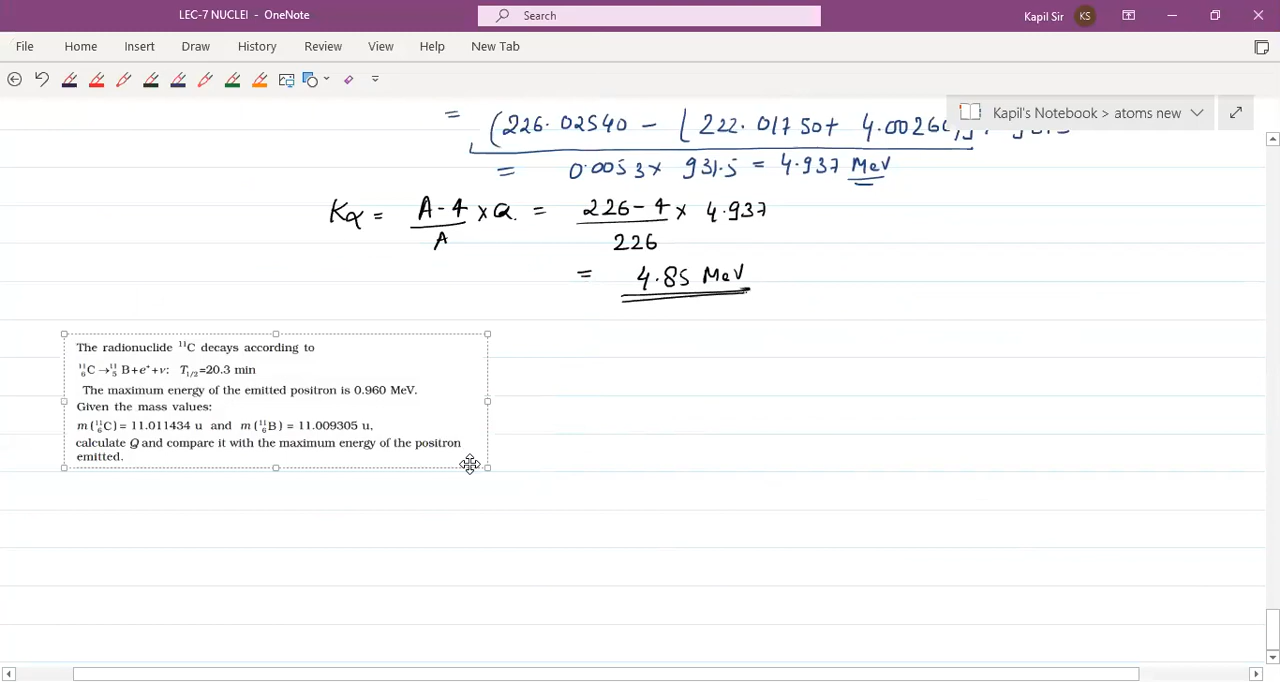 LEC-7 NUCLEI - OneNote
Search
Kapil Sir KS
File Home Insert Draw History Review View Help New Tab
Kapil's Notebook > atoms new
= (226.02540 - [222.01750 + 4.00260
= 0.0053 × 931.5 = 4.937 MeV
Kα = A-4/A × Q. = 226-4/226 × 4.937
= 4.85 MeV
The radionuclide ¹¹C decays according to
¹¹₆C → ¹¹₅B + e⁺ + ν: T1/2=20.3 min
The maximum energy of the emitted positron is 0.960 MeV.
Given the mass values:
m (¹¹₆C) = 11.011434 u and m (¹¹₆B) = 11.009305 u,
calculate Q and compare it with the maximum energy of the positron
emitted.